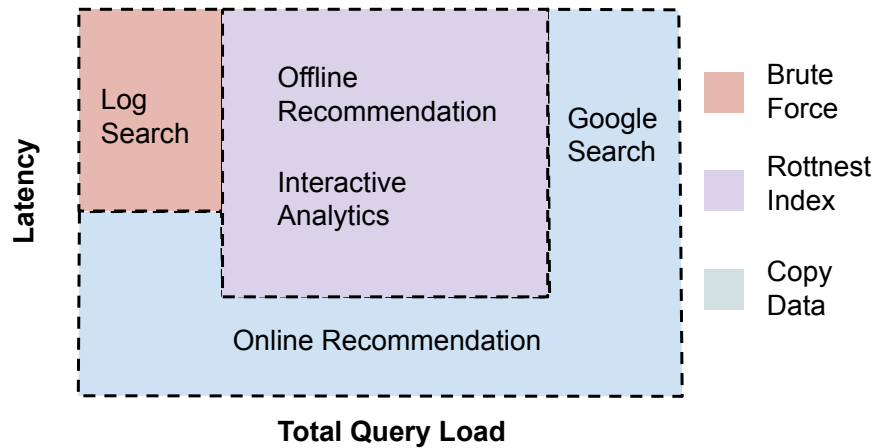 Log
Search
Offline
Recommendation
Interactive
Analytics
Google
Search
Online Recommendation
Latency
Total Query Load
Brute
Force
Rottnest
Index
Copy
Data